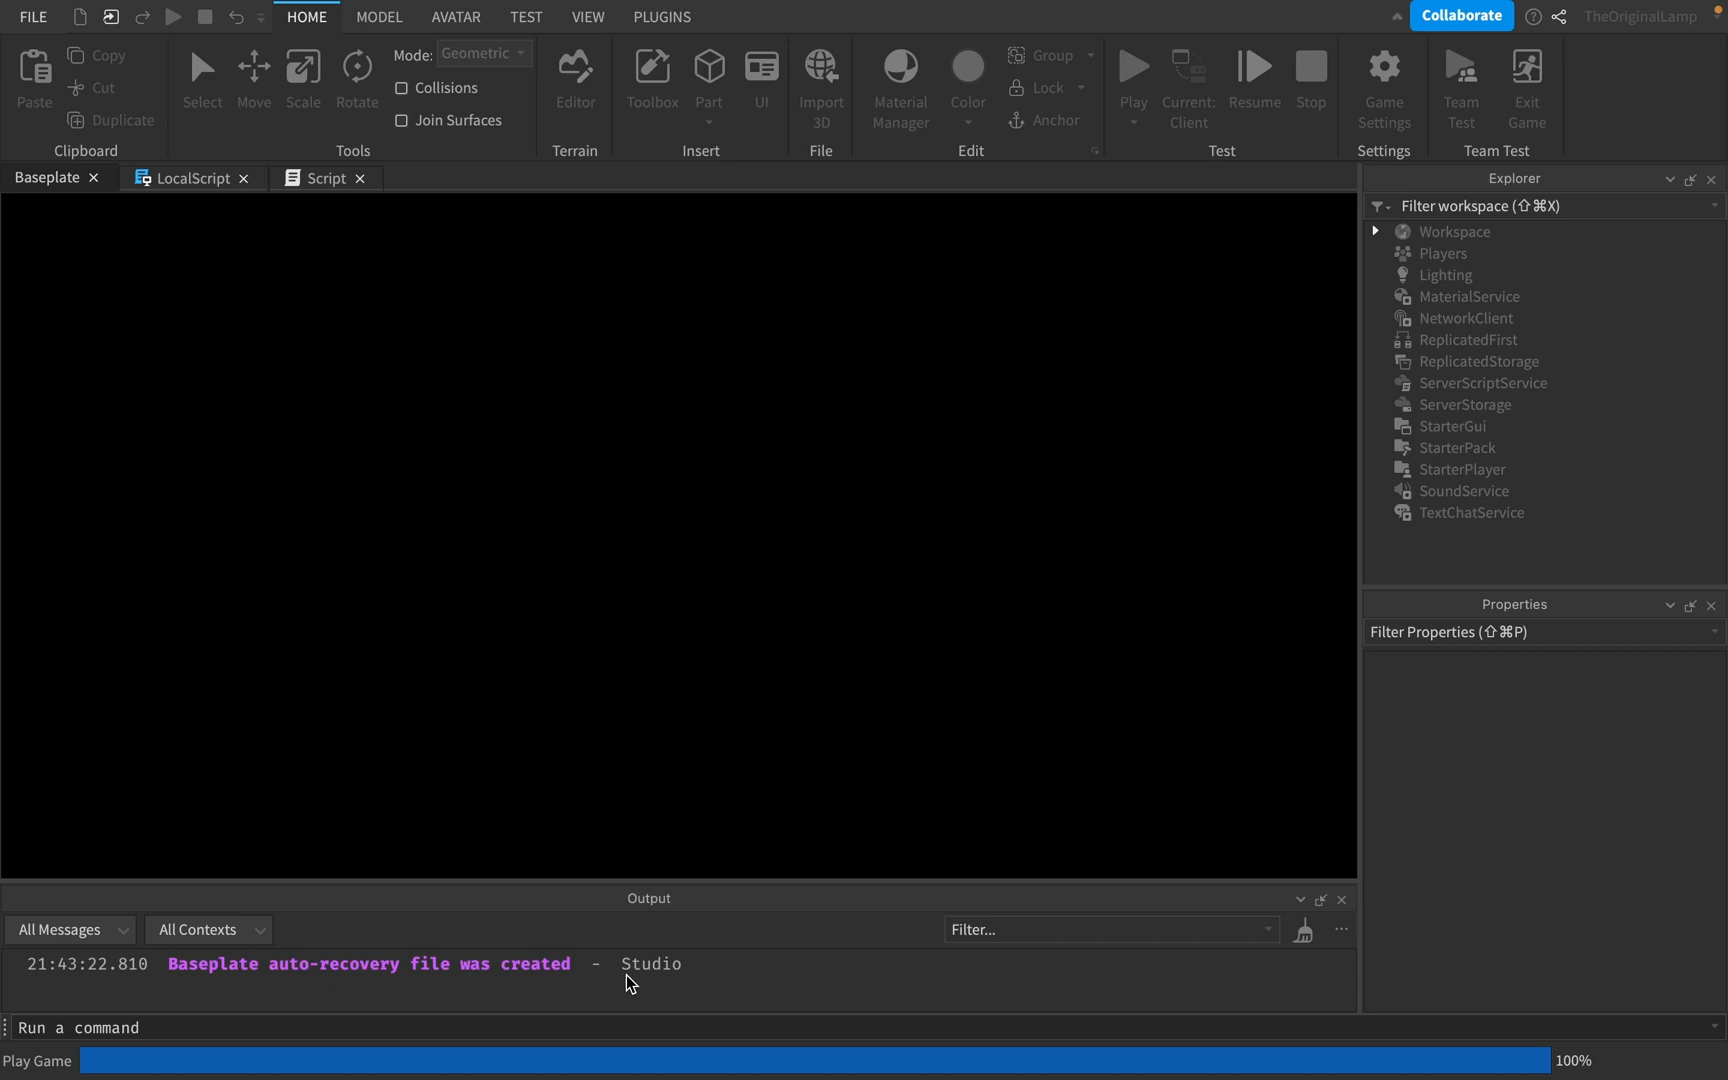 FILE HOME MODEL AVATAR TEST VIEW PLUGINS Collaborate TheOriginalLamp
Paste Copy Cut Duplicate
Clipboard
Select Move Scale Rotate
Mode: Geometric
Collisions
Join Surfaces
Tools
Editor
Terrain
Toolbox Part UI
Insert
Import 3D
File
Material Manager Color
Group
Lock
Anchor
Edit
Play Current: Client Resume Stop
Test
Game Settings
Settings
Team Test Exit Game
Team Test
Baseplate LocalScript Script
Explorer
Filter workspace (⇧⌘X)
Workspace
Players
Lighting
MaterialService
NetworkClient
ReplicatedFirst
ReplicatedStorage
ServerScriptService
ServerStorage
StarterGui
StarterPack
StarterPlayer
SoundService
TextChatService
Properties
Filter Properties (⇧⌘P)
Output
All Messages All Contexts Filter...
21:43:22.810 Baseplate auto-recovery file was created - Studio
Run a command
Play Game 100%